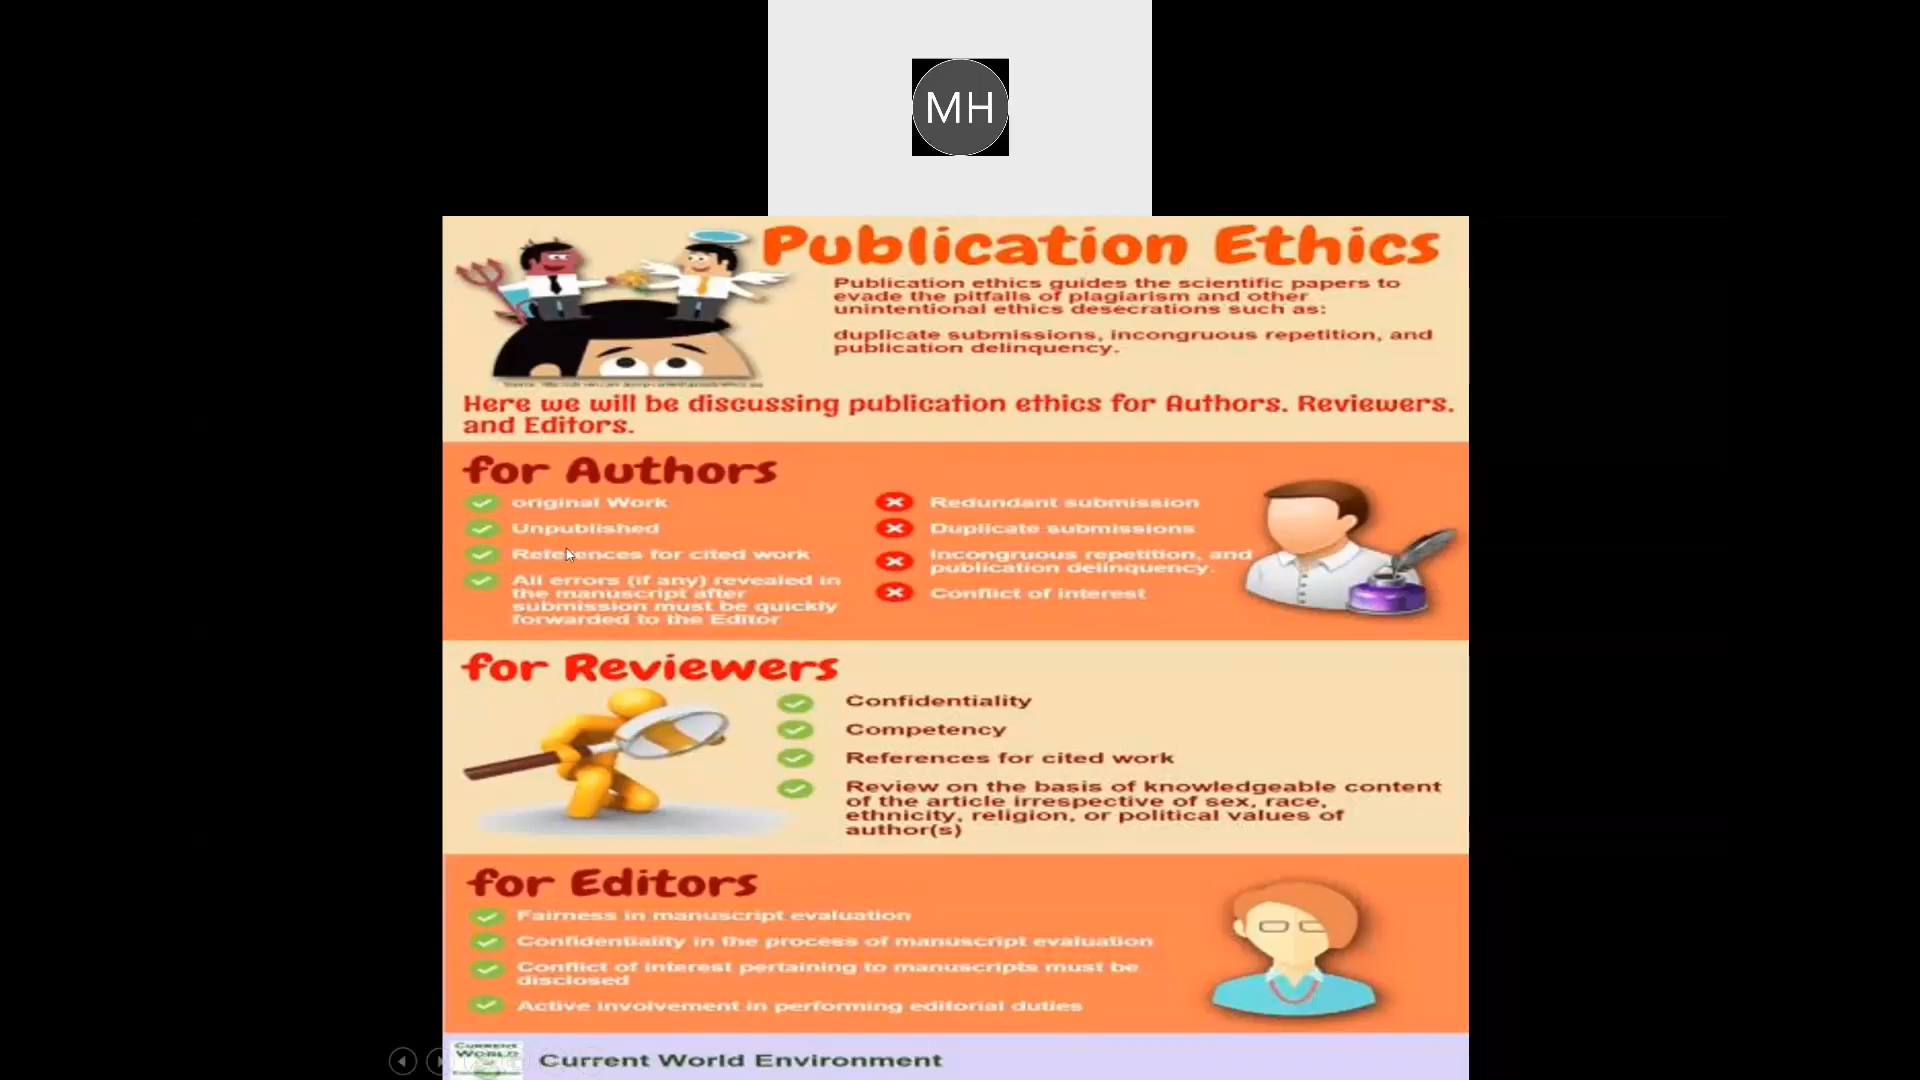 MH
Publication Ethics
Publication ethics guides the scientific papers to
evade the pitfalls of plagiarism and other
unintentional ethics desecrations such as:
duplicate submissions, incongruous repetition, and
publication delinquency.
Here we will be discussing publication ethics for Authors. Reviewers.
and Editors.
for Authors
original Work
Unpublished
References for cited work
All errors (if any) revealed in
the manuscript after
submission must be quickly
forwarded to the Editor
Redundant submission
Duplicate submissions
Incongruous repetition, and
publication delinquency.
Conflict of interest
for Reviewers
Confidentiality
Competency
References for cited work
Review on the basis of knowledgeable content
of the article irrespective of sex, race,
ethnicity, religion, or political values of
author(s)
for Editors
Fairness in manuscript evaluation
Confidentiality in the process of manuscript evaluation
Conflict of interest pertaining to manuscripts must be
disclosed
Active involvement in performing editorial duties
CURRENT
WORLD
Current World Environment